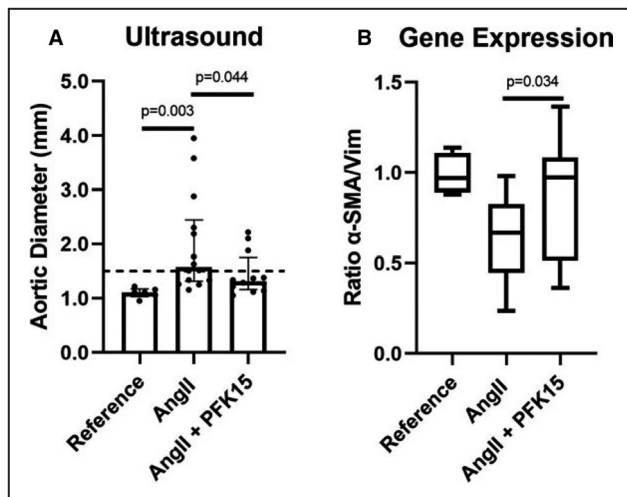 A Ultrasound
Aortic Diameter (mm)
5.0
4.0
3.0
2.0
1.0
0.0
p=0.044
p=0.003
Reference
AngII
AngII + PFK15
B Gene Expression
Ratio α-SMA/Vim
1.5
1.0
0.5
0.0
p=0.034
Reference
AngII
AngII + PFK15